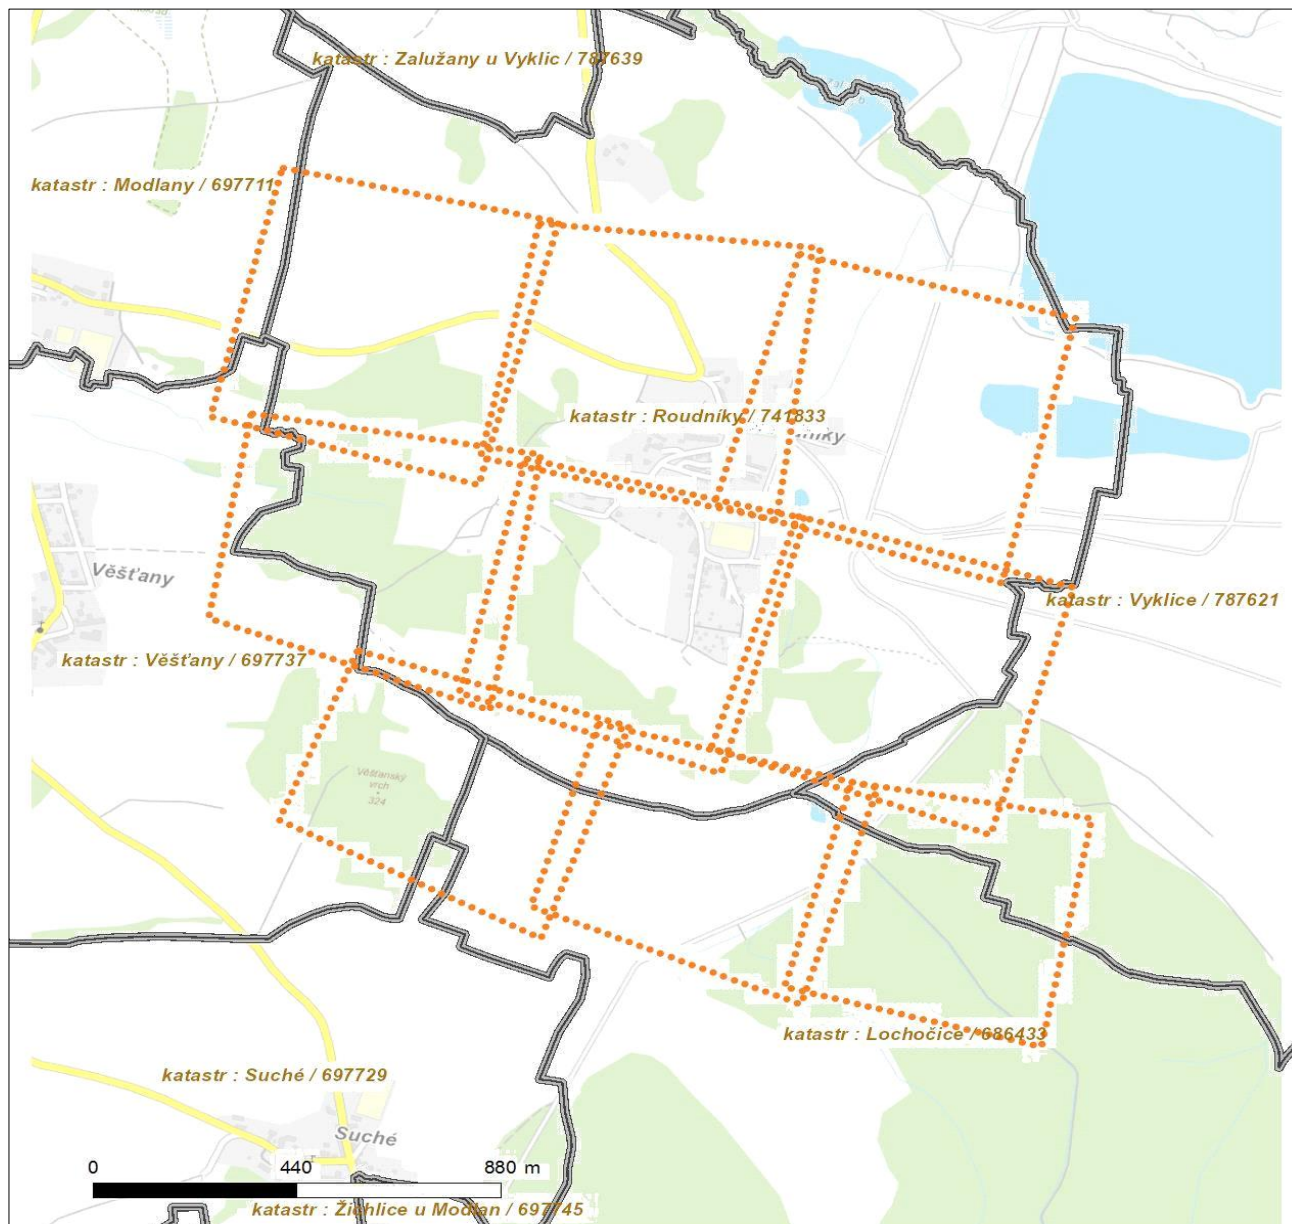 katastr : Zalužany u Vyklic / 787639
katastr : Modlany / 697711
katastr : Roudníky / 741833
Věšťany
katastr : Vyklice / 787621
katastr : Věšťany / 697737
Věšťanský
vrch
324
katastr : Lochočice / 686433
katastr : Suché / 697729
Suché
0 440 880 m
katastr : Žichlice u Modlan / 697745